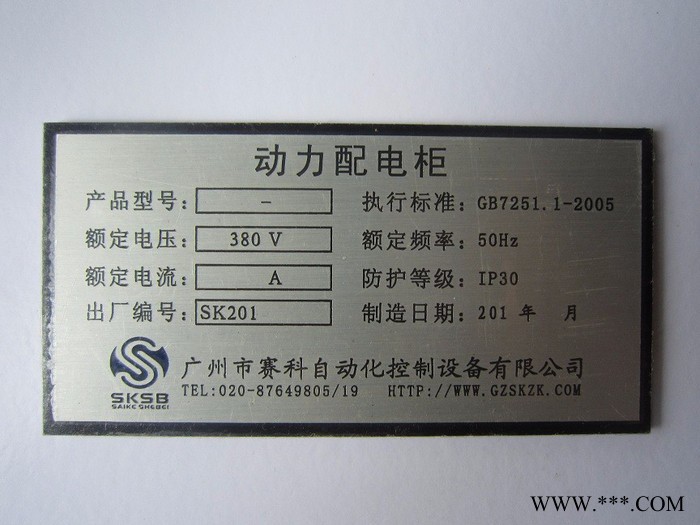 动力配电柜
产品型号: - 执行标准: GB7251.1-2005
额定电压: 380 V 额定频率: 50Hz
额定电流: A 防护等级: IP30
出厂编号: SK201 制造日期: 201 年 月
广州市赛科自动化控制设备有限公司
TEL:020-87649805/19 HTTP://WWW.GZSKZK.COM
SKSB
SAIKE SHEBEI
WWW.***.COM